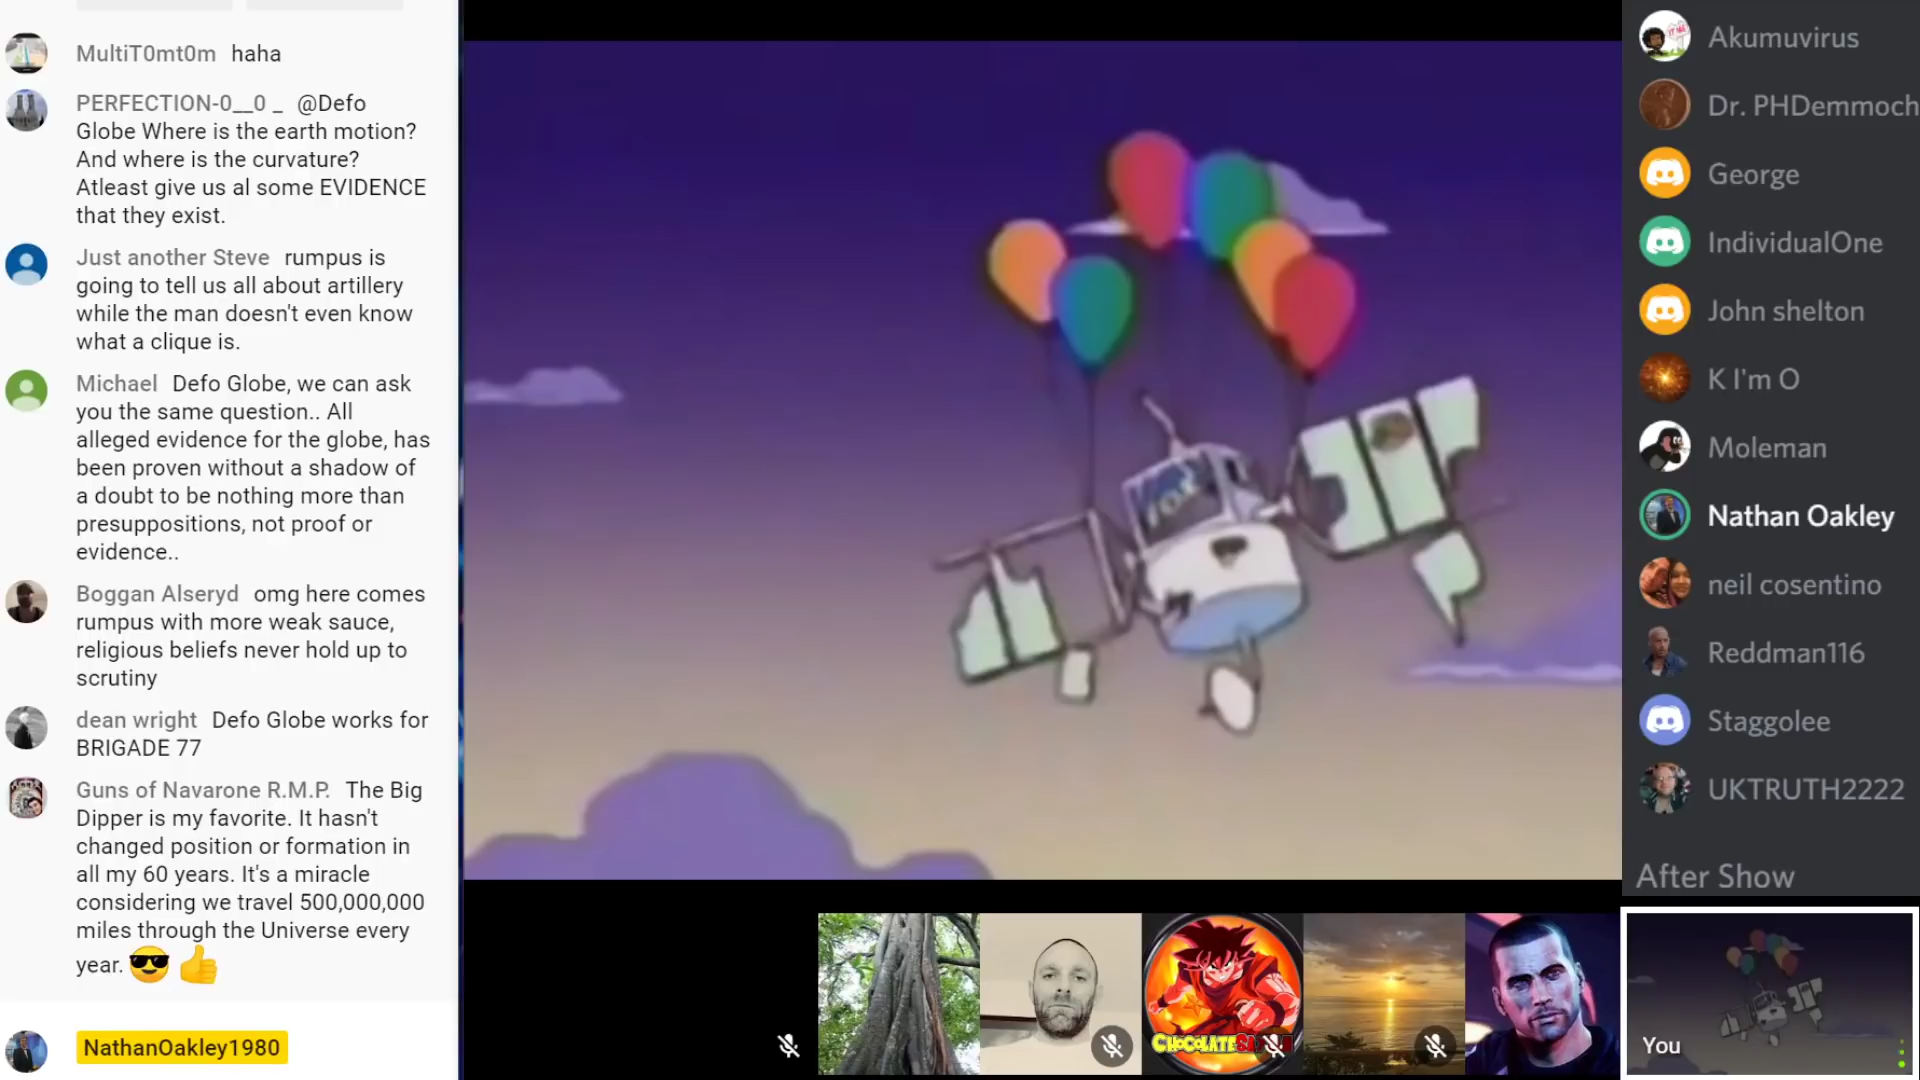 MultiT0mt0m haha
PERFECTION-0__0 _ @Defo
Globe Where is the earth motion?
And where is the curvature?
Atleast give us al some EVIDENCE
that they exist.
Just another Steve rumpus is
going to tell us all about artillery
while the man doesn't even know
what a clique is.
Michael Defo Globe, we can ask
you the same question.. All
alleged evidence for the globe, has
been proven without a shadow of
a doubt to be nothing more than
presuppositions, not proof or
evidence..
Boggan Alseryd omg here comes
rumpus with more weak sauce,
religious beliefs never hold up to
scrutiny
dean wright Defo Globe works for
BRIGADE 77
Guns of Navarone R.M.P. The Big
Dipper is my favorite. It hasn't
changed position or formation in
all my 60 years. It's a miracle
considering we travel 500,000,000
miles through the Universe every
year.
NathanOakley1980
Akumuvirus
Dr. PHDemmoch
George
IndividualOne
John shelton
K I'm O
Moleman
Nathan Oakley
neil cosentino
Reddman116
Staggolee
UKTRUTH2222
After Show
You